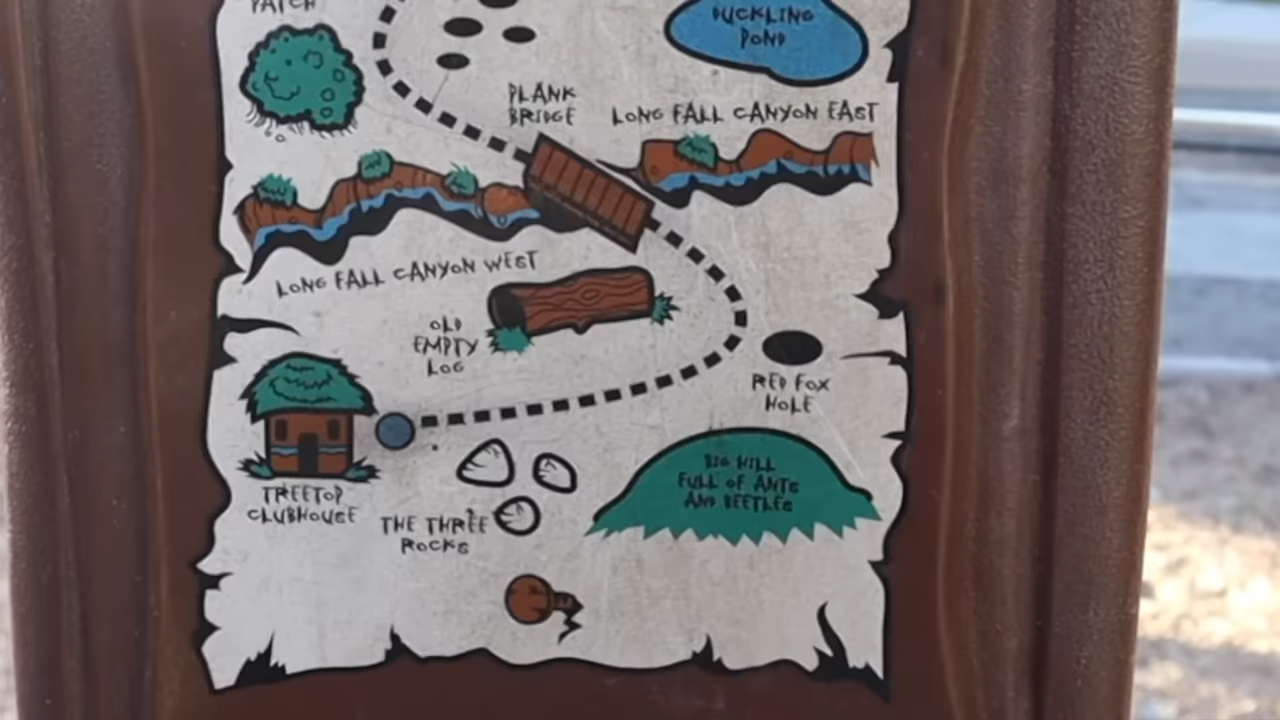 PATCH
DUCKLING
POND
PLANK
BRIDGE
LONG FALL CANYON EAST
LONG FALL CANYON WEST
OLD
EMPTY
LOG
RED FOX
HOLE
BIG HILL
FULL OF ANTS
AND BEETLES
TREETOP
CLUBHOUSE
THE THREE
ROCKS